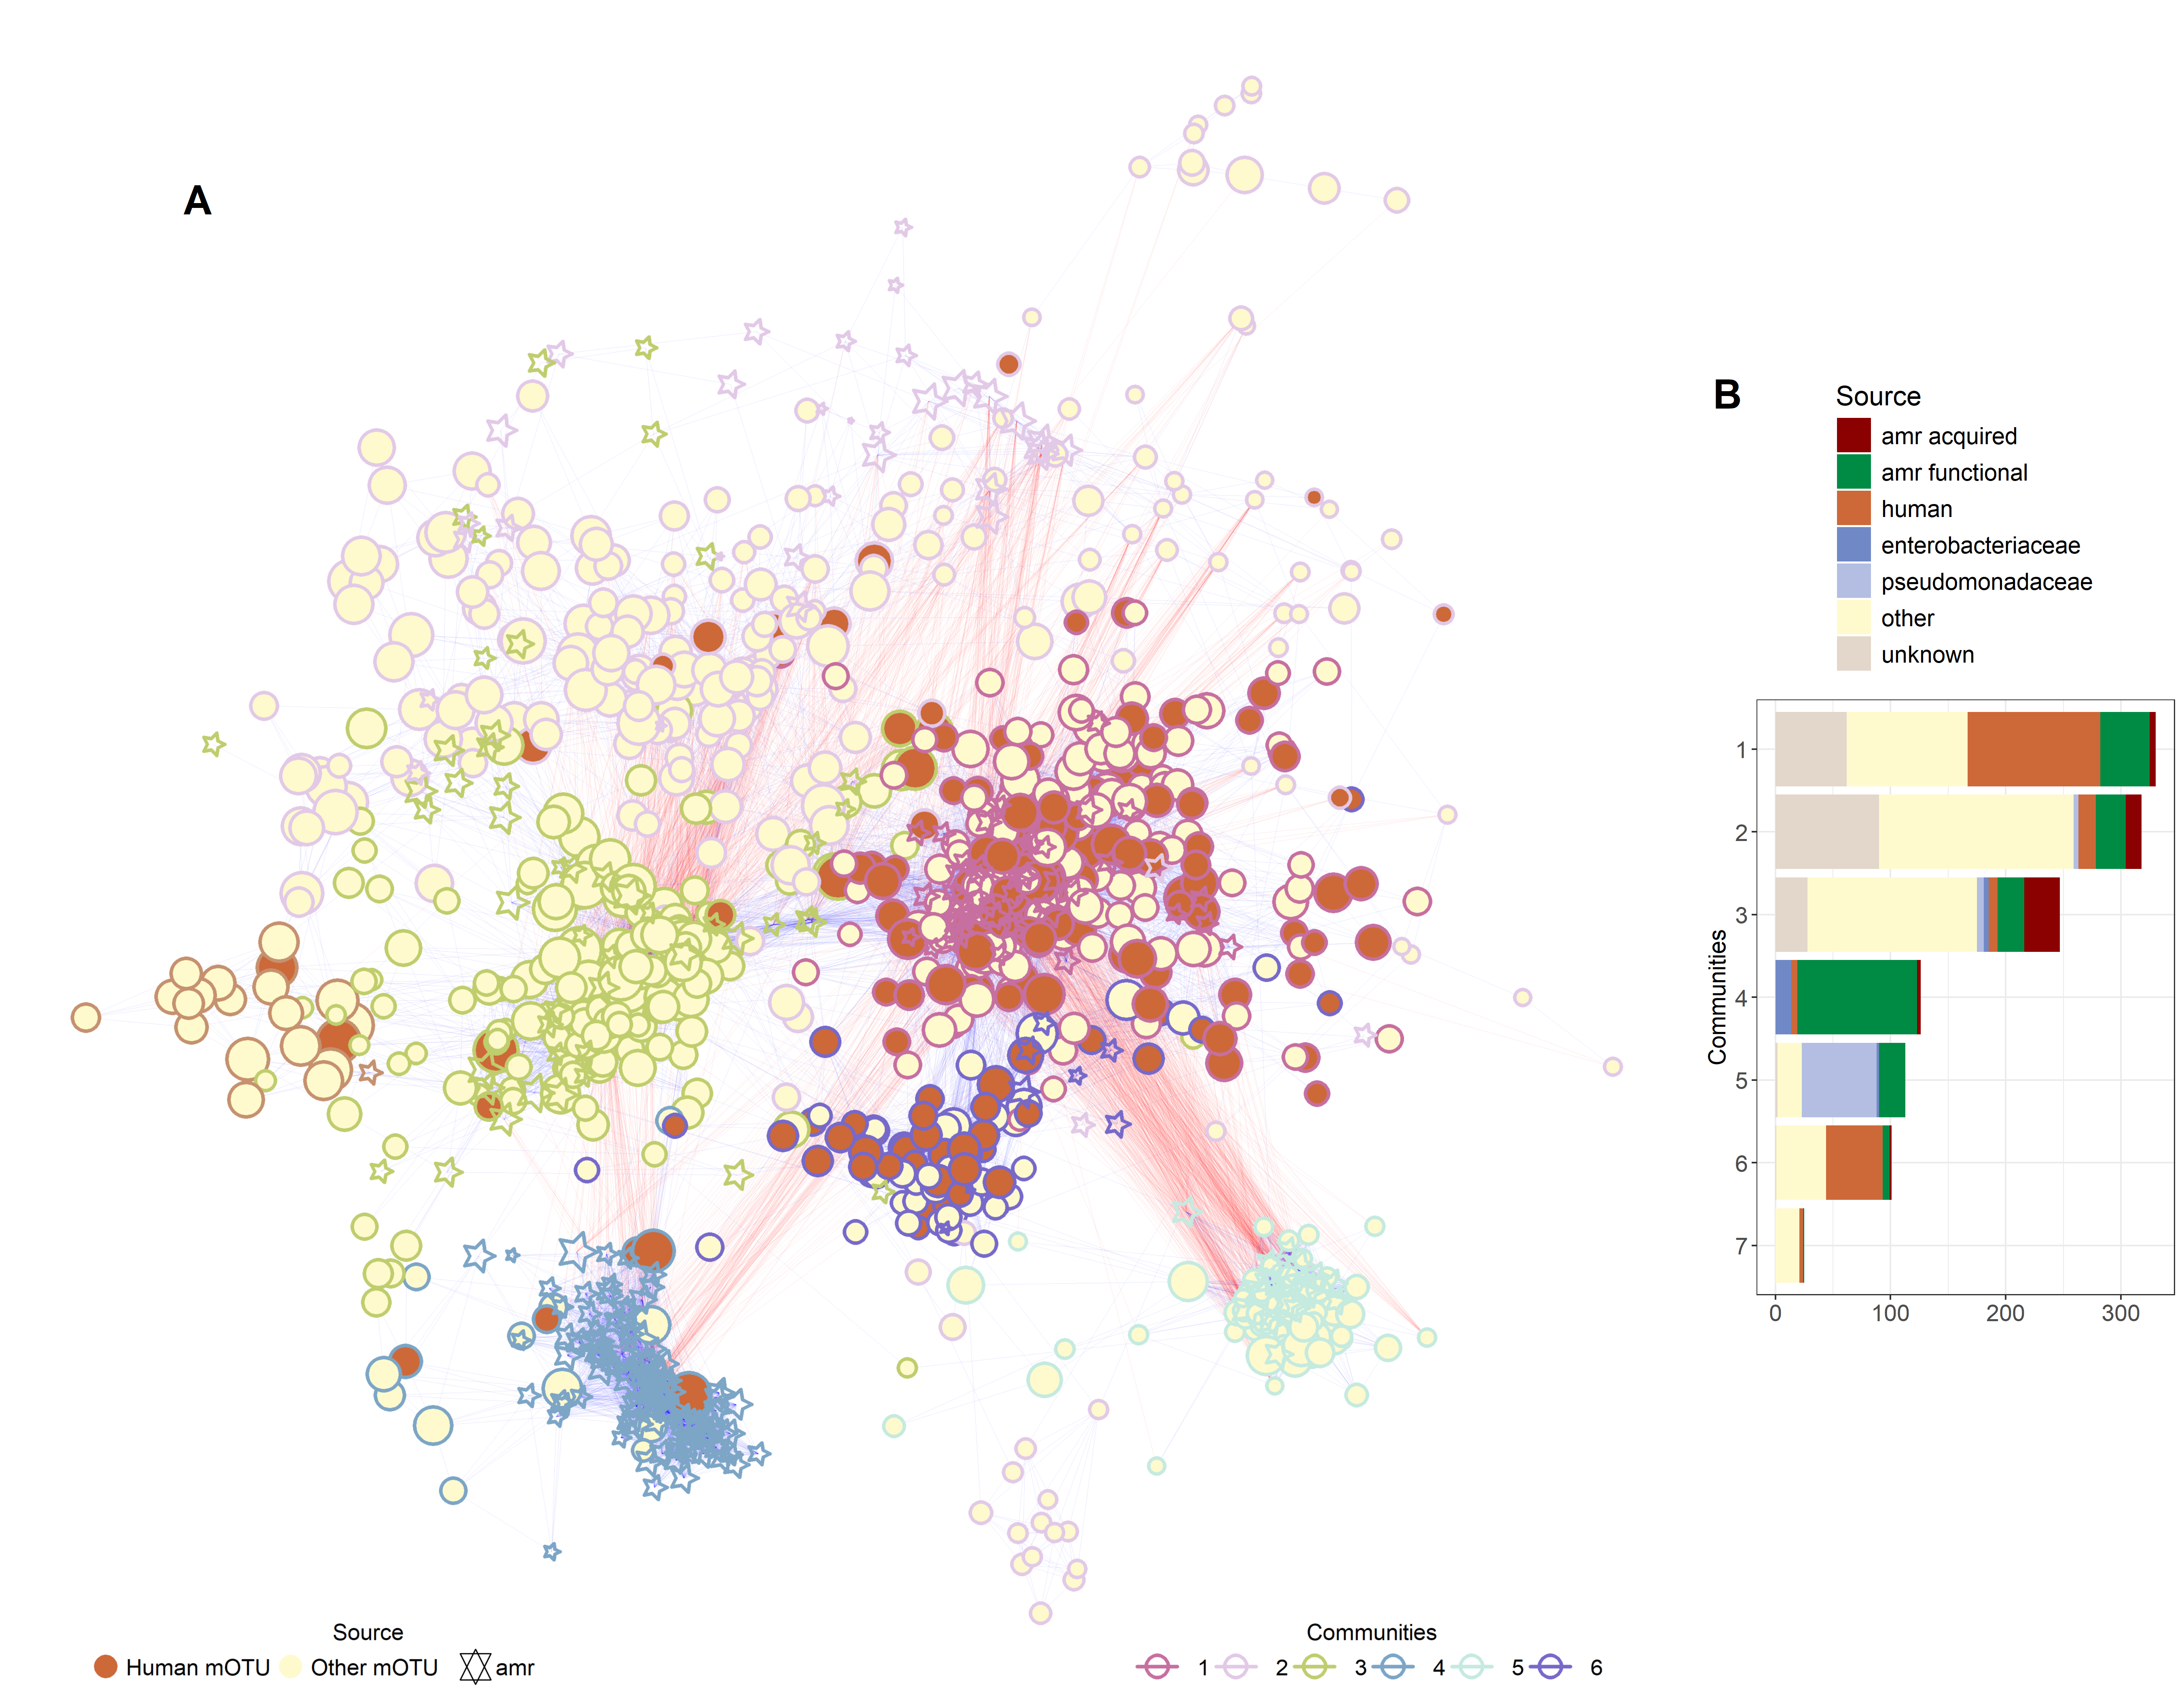 A
B
Source
amr acquired
amr functional
human
enterobacteriaceae
pseudomonadaceae
other
unknown
Communities
1
2
3
4
5
6
7
0 100 200 300
Source
Human mOTU Other mOTU amr
Communities
1 2 3 4 5 6